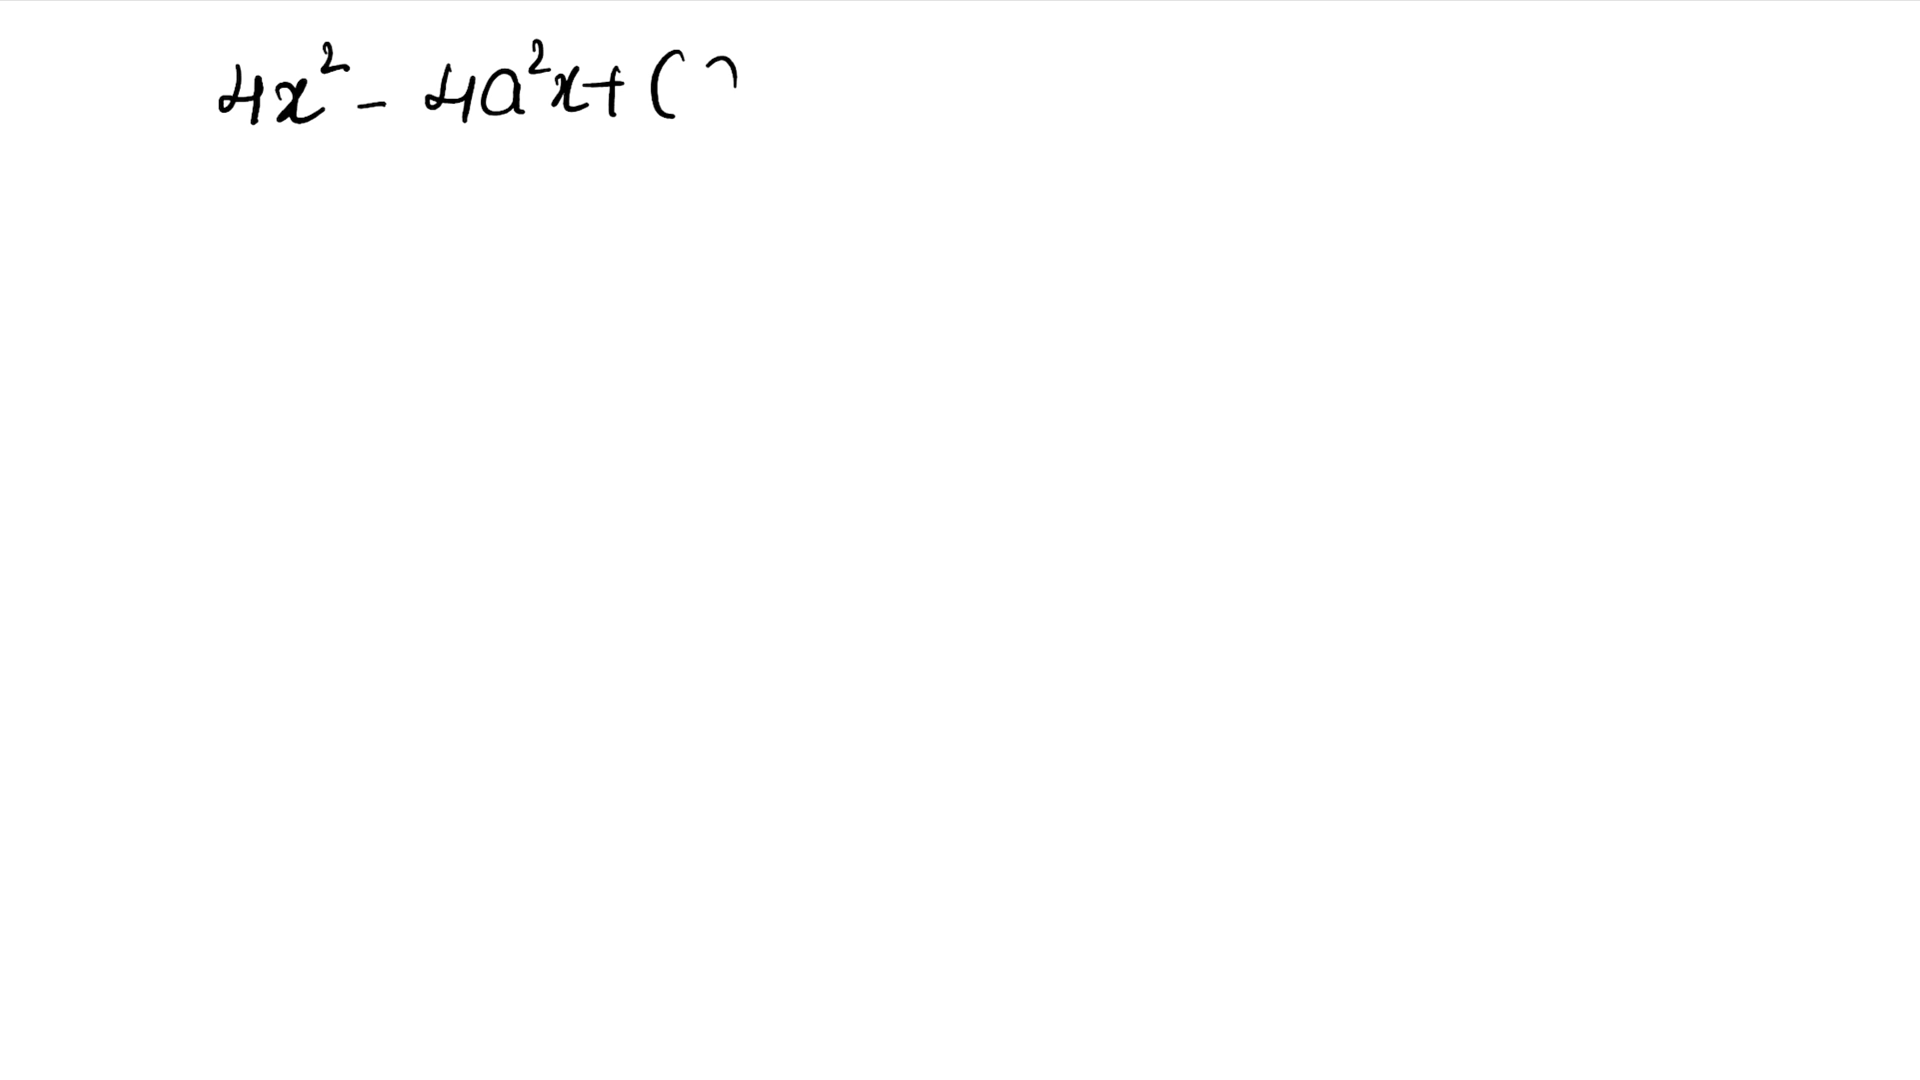 4x² - 4a²x + (